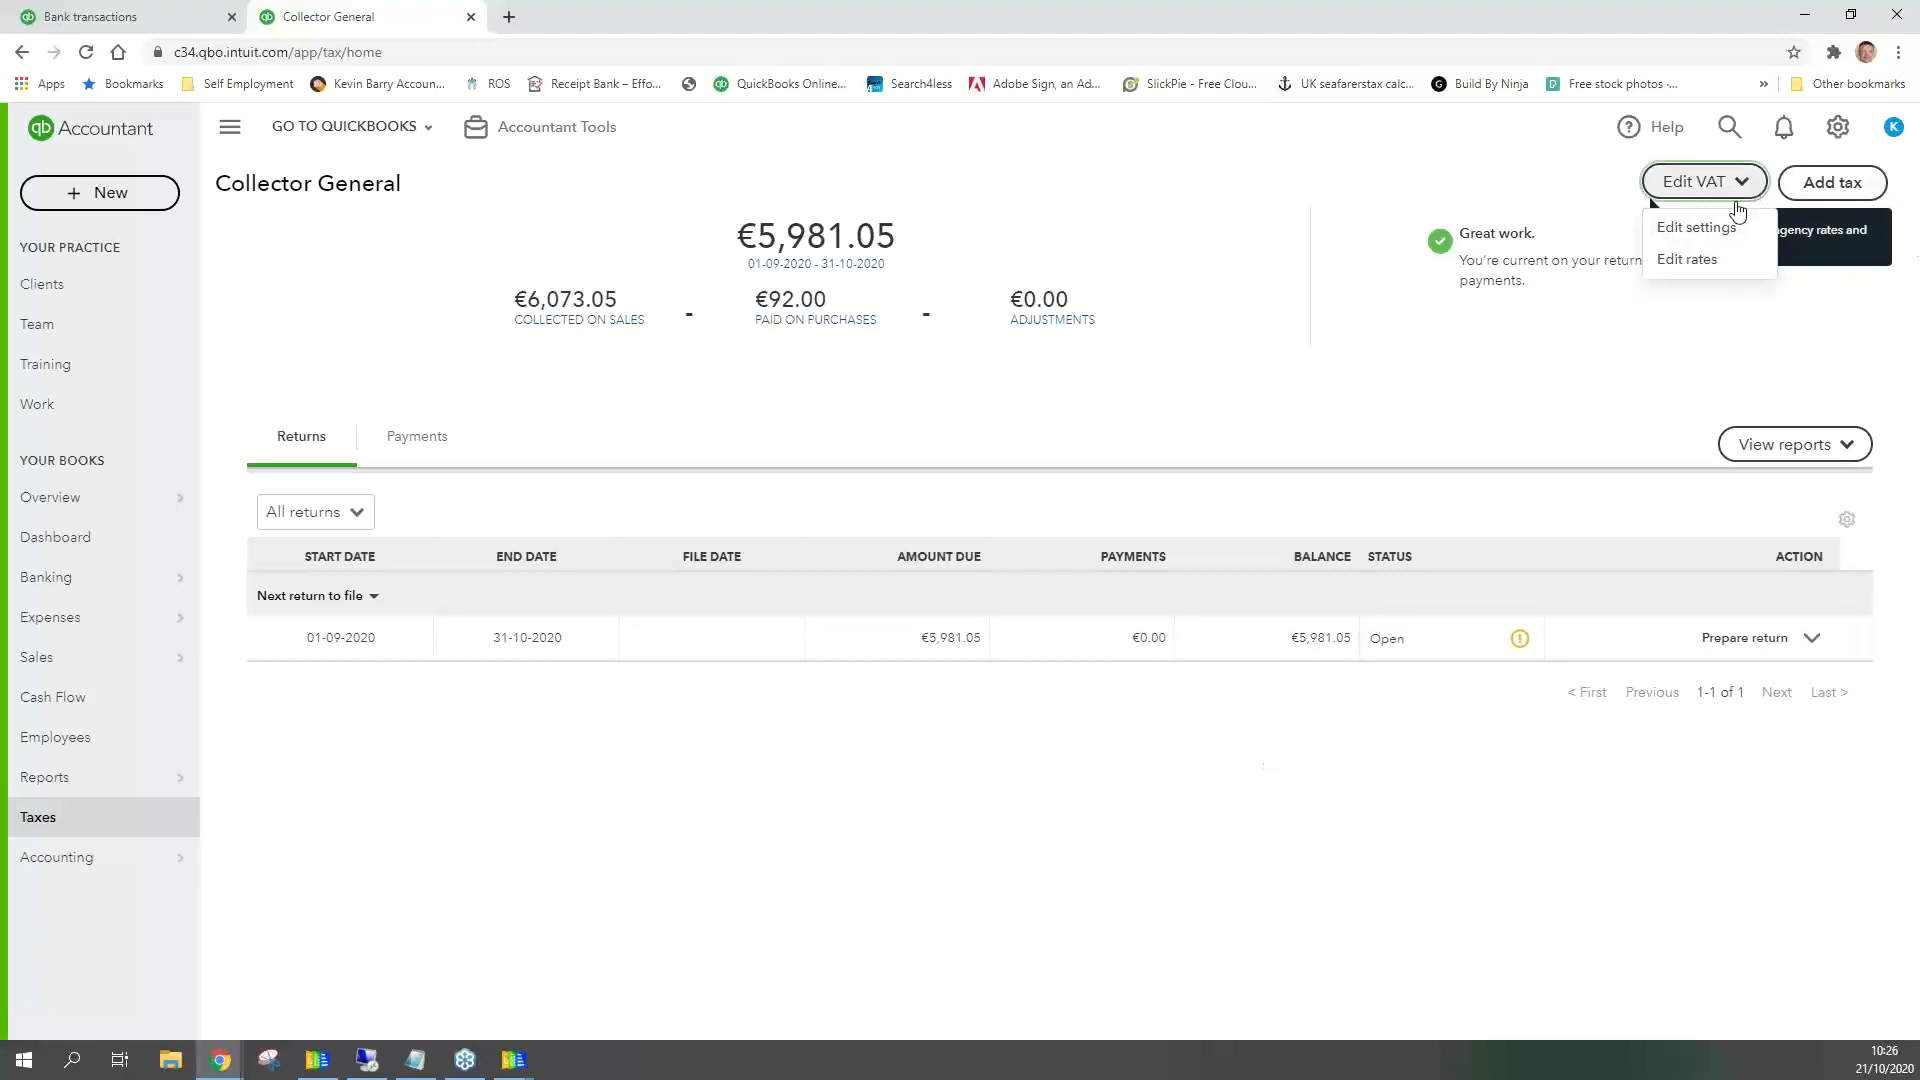 Bank transactions
Collector General
c34.qbo.intuit.com/app/tax/home
Apps
Bookmarks
Self Employment
Kevin Barry Accoun...
ROS
Receipt Bank – Effo...
QuickBooks Online...
Search4less
Adobe Sign, an Ad...
SlickPie - Free Clou...
UK seafarerstax calc...
Build By Ninja
Free stock photos -...
»
Other bookmarks
qb Accountant
GO TO QUICKBOOKS
Accountant Tools
Help
K
+ New
YOUR PRACTICE
Clients
Team
Training
Work
YOUR BOOKS
Overview
Dashboard
Banking
Expenses
Sales
Cash Flow
Employees
Reports
Taxes
Accounting
Collector General
Edit VAT
Add tax
Edit settings
Edit rates
gency rates and
€5,981.05
01-09-2020 - 31-10-2020
€6,073.05
COLLECTED ON SALES
-
€92.00
PAID ON PURCHASES
-
€0.00
ADJUSTMENTS
Great work.
You're current on your return
payments.
Returns
Payments
View reports
All returns
START DATE END DATE FILE DATE AMOUNT DUE PAYMENTS BALANCE STATUS ACTION
Next return to file
01-09-2020 31-10-2020 €5,981.05 €0.00 €5,981.05 Open Prepare return
< First Previous 1-1 of 1 Next Last >
10:26
21/10/2020